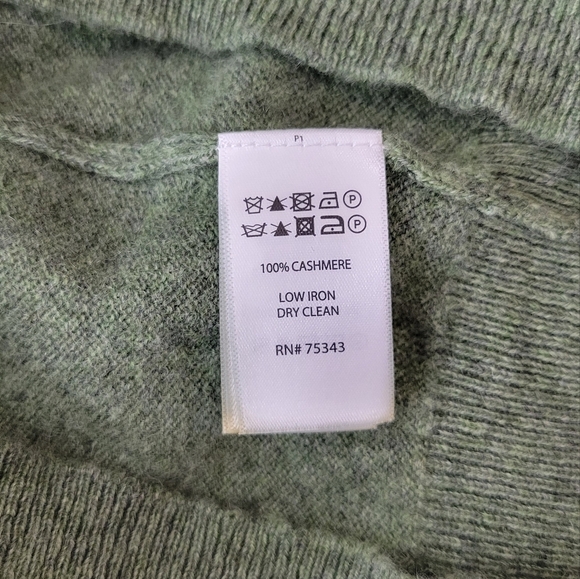 P1
P
P
100% CASHMERE
LOW IRON
DRY CLEAN
RN# 75343